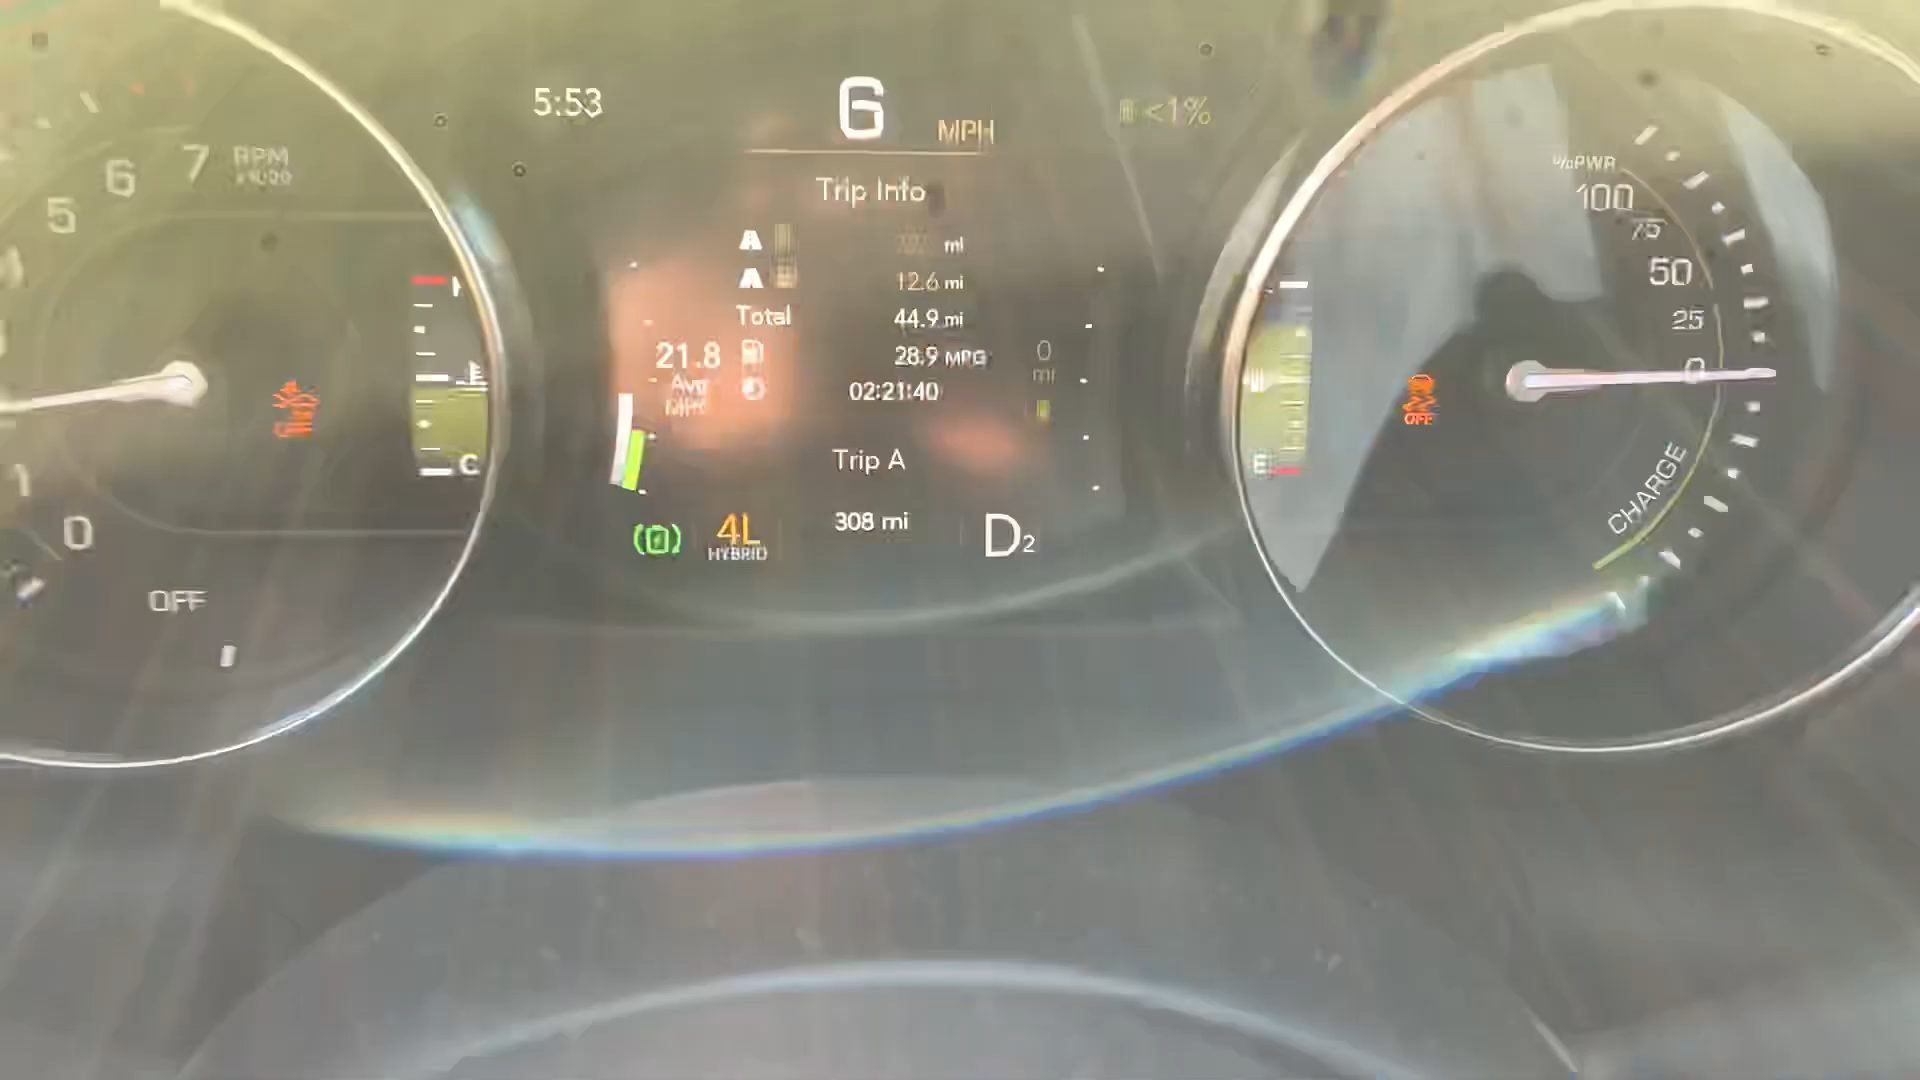 5:53
6 MPH
<1%
Trip Info
mi
12.6 mi
Total 44.9 mi
28.9 MPG
02:21:40
21.8
Avg
0
mi
Trip A
308 mi
4L
HYBRID
D2
5
6
7
RPM
x1000
1
0
OFF
C
%PWR
100
75
50
25
0
CHARGE
E
OFF